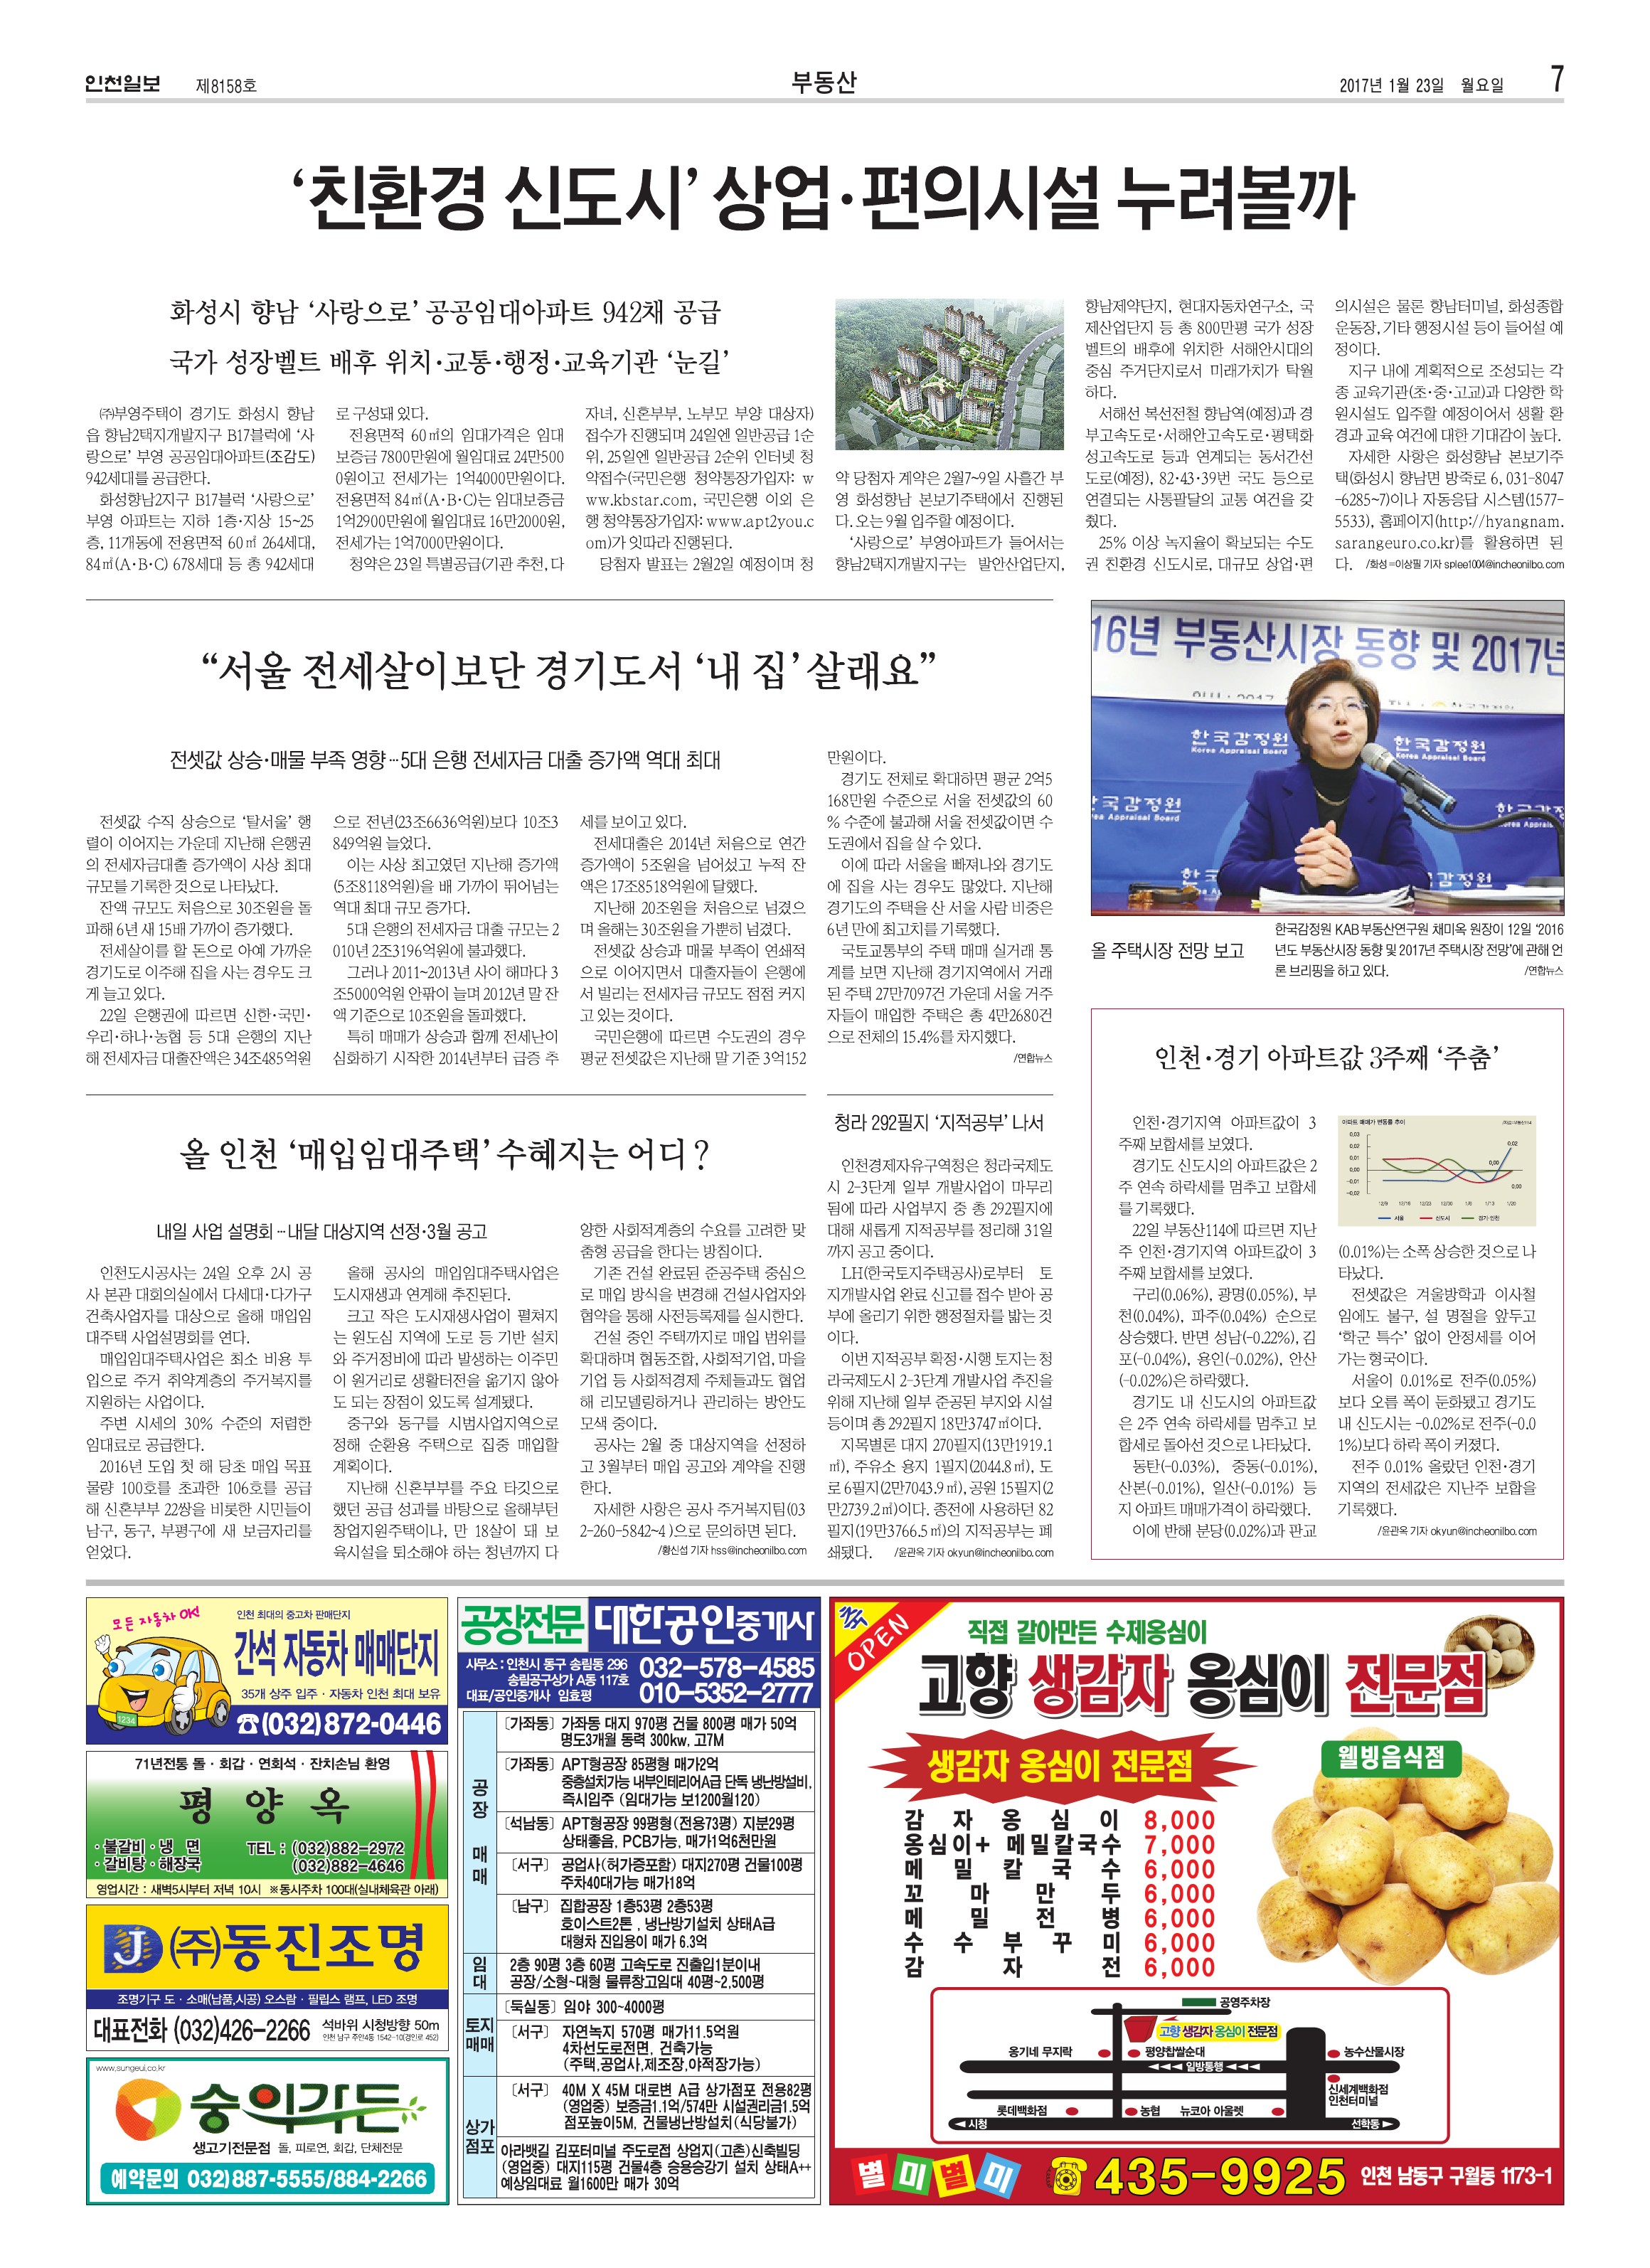 인천일보 제8158호
부동산
2017년 1월 23일 월요일 7
‘친환경 신도시’ 상업·편의시설 누려볼까
화성시 향남 ‘사랑으로’ 공공임대아파트 942채 공급
국가 성장벨트 배후 위치·교통·행정·교육기관 ‘눈길’
㈜부영주택이 경기도 화성시 향남
읍 향남2택지개발지구 B17블럭에 ‘사
랑으로’ 부영 공공임대아파트(조감도)
942세대를 공급한다.
화성향남2지구 B17블럭 ‘사랑으로’
부영 아파트는 지하 1층·지상 15~25
층, 11개동에 전용면적 60㎡ 264세대,
84㎡(A·B·C) 678세대 등 총 942세대
로 구성돼 있다.
전용면적 60㎡의 임대가격은 임대
보증금 7800만원에 월임대료 24만500
0원이고 전세가는 1억4000만원이다.
전용면적 84㎡(A·B·C)는 임대보증금
1억2900만원에 월임대료 16만2000원,
전세가는 1억7000만원이다.
청약은 23일 특별공급(기관 추천, 다
자녀, 신혼부부, 노부모 부양 대상자)
접수가 진행되며 24일엔 일반공급 1순
위, 25일엔 일반공급 2순위 인터넷 청
약접수(국민은행 청약통장가입자: w
ww.kbstar.com, 국민은행 이외 은
행 청약통장가입자: www.apt2you.c
om)가 잇따라 진행된다.
당첨자 발표는 2월2일 예정이며 청
약 당첨자 계약은 2월7~9일 사흘간 부
영 화성향남 본보기주택에서 진행된
다. 오는 9월 입주할 예정이다.
‘사랑으로’ 부영아파트가 들어서는
향남2택지개발지구는 발안산업단지,
향남제약단지, 현대자동차연구소, 국
제산업단지 등 총 800만평 국가 성장
벨트의 배후에 위치한 서해안시대의
중심 주거단지로서 미래가치가 탁월
하다.
서해선 복선전철 향남역(예정)과 경
부고속도로·서해안고속도로·평택화
성고속도로 등과 연계되는 동서간선
도로(예정), 82·43·39번 국도 등으로
연결되는 사통팔달의 교통 여건을 갖
췄다.
25% 이상 녹지율이 확보되는 수도
권 친환경 신도시로, 대규모 상업·편
의시설은 물론 향남터미널, 화성종합
운동장, 기타 행정시설 등이 들어설 예
정이다.
지구 내에 계획적으로 조성되는 각
종 교육기관(초·중·고교)과 다양한 학
원시설도 입주할 예정이어서 생활 환
경과 교육 여건에 대한 기대감이 높다.
자세한 사항은 화성향남 본보기주
택(화성시 향남면 방축로 6, 031-8047
-6285~7)이나 자동응답 시스템(1577-
5533), 홈페이지(http://hyangnam.
sarangeuro.co.kr)를 활용하면 된
다. /화성=이상필 기자 splee1004@incheonilbo.com
“서울 전세살이보단 경기도서 ‘내 집’ 살래요”
전셋값 상승·매물 부족 영향…5대 은행 전세자금 대출 증가액 역대 최대
전셋값 수직 상승으로 ‘탈서울’ 행
렬이 이어지는 가운데 지난해 은행권
의 전세자금대출 증가액이 사상 최대
규모를 기록한 것으로 나타났다.
잔액 규모도 처음으로 30조원을 돌
파해 6년 새 15배 가까이 증가했다.
전세살이를 할 돈으로 아예 가까운
경기도로 이주해 집을 사는 경우도 크
게 늘고 있다.
22일 은행권에 따르면 신한·국민·
우리·하나·농협 등 5대 은행의 지난
해 전세자금 대출잔액은 34조485억원
으로 전년(23조6636억원)보다 10조3
849억원 늘었다.
이는 사상 최고였던 지난해 증가액
(5조8118억원)을 배 가까이 뛰어넘는
역대 최대 규모 증가다.
5대 은행의 전세자금 대출 규모는 2
010년 2조3196억원에 불과했다.
그러나 2011~2013년 사이 해마다 3
조5000억원 안팎이 늘며 2012년 말 잔
액 기준으로 10조원을 돌파했다.
특히 매매가 상승과 함께 전세난이
심화하기 시작한 2014년부터 급증 추
세를 보이고 있다.
전세대출은 2014년 처음으로 연간
증가액이 5조원을 넘어섰고 누적 잔
액은 17조8518억원에 달했다.
지난해 20조원을 처음으로 넘겼으
며 올해는 30조원을 가뿐히 넘겼다.
전셋값 상승과 매물 부족이 연쇄적
으로 이어지면서 대출자들이 은행에
서 빌리는 전세자금 규모도 점점 커지
고 있는 것이다.
국민은행에 따르면 수도권의 경우
평균 전셋값은 지난해 말 기준 3억152
만원이다.
경기도 전체로 확대하면 평균 2억5
168만원 수준으로 서울 전셋값의 60
% 수준에 불과해 서울 전셋값이면 수
도권에서 집을 살 수 있다.
이에 따라 서울을 빠져나와 경기도
에 집을 사는 경우도 많았다. 지난해
경기도의 주택을 산 서울 사람 비중은
6년 만에 최고치를 기록했다.
국토교통부의 주택 매매 실거래 통
계를 보면 지난해 경기지역에서 거래
된 주택 27만7097건 가운데 서울 거주
자들이 매입한 주택은 총 4만2680건
으로 전체의 15.4%를 차지했다.
/연합뉴스
16년 부동산시장 동향 및 2017년
한국감정원
Korea Appraisal Board
한국감정원
Korea Appraisal Board
한국감정원
Korea Appraisal Board
올 주택시장 전망 보고
한국감정원 KAB부동산연구원 채미옥 원장이 12일 ‘2016
년도 부동산시장 동향 및 2017년 주택시장 전망’에 관해 언
론 브리핑을 하고 있다. /연합뉴스
올 인천 ‘매입임대주택’ 수혜지는 어디?
내일 사업 설명회…내달 대상지역 선정·3월 공고
인천도시공사는 24일 오후 2시 공
사 본관 대회의실에서 다세대·다가구
건축사업자를 대상으로 올해 매입임
대주택 사업설명회를 연다.
매입임대주택사업은 최소 비용 투
입으로 주거 취약계층의 주거복지를
지원하는 사업이다.
주변 시세의 30% 수준의 저렴한
임대료로 공급한다.
2016년 도입 첫 해 당초 매입 목표
물량 100호를 초과한 106호를 공급
해 신혼부부 22쌍을 비롯한 시민들이
남구, 동구, 부평구에 새 보금자리를
얻었다.
올해 공사의 매입임대주택사업은
도시재생과 연계해 추진된다.
크고 작은 도시재생사업이 펼쳐지
는 원도심 지역에 도로 등 기반 설치
와 주거정비에 따라 발생하는 이주민
이 원거리로 생활터전을 옮기지 않아
도 되는 장점이 있도록 설계됐다.
중구와 동구를 시범사업지역으로
정해 순환용 주택으로 집중 매입할
계획이다.
지난해 신혼부부를 주요 타깃으로
했던 공급 성과를 바탕으로 올해부턴
창업지원주택이나, 만 18살이 돼 보
육시설을 퇴소해야 하는 청년까지 다
양한 사회적계층의 수요를 고려한 맞
춤형 공급을 한다는 방침이다.
기존 건설 완료된 준공주택 중심으
로 매입 방식을 변경해 건설사업자와
협약을 통해 사전등록제를 실시한다.
건설 중인 주택까지로 매입 범위를
확대하며 협동조합, 사회적기업, 마을
기업 등 사회적경제 주체들과도 협업
해 리모델링하거나 관리하는 방안도
모색 중이다.
공사는 2월 중 대상지역을 선정하
고 3월부터 매입 공고와 계약을 진행
한다.
자세한 사항은 공사 주거복지팀(03
2-260-5842~4 )으로 문의하면 된다.
/황신섭 기자 hss@incheonilbo.com
청라 292필지 ‘지적공부’ 나서
인천경제자유구역청은 청라국제도
시 2-3단계 일부 개발사업이 마무리
됨에 따라 사업부지 중 총 292필지에
대해 새롭게 지적공부를 정리해 31일
까지 공고 중이다.
LH(한국토지주택공사)로부터 토
지개발사업 완료 신고를 접수 받아 공
부에 올리기 위한 행정절차를 밟는 것
이다.
이번 지적공부 확정·시행 토지는 청
라국제도시 2-3단계 개발사업 추진을
위해 지난해 일부 준공된 부지와 시설
등이며 총 292필지 18만3747㎡이다.
지목별론 대지 270필지(13만1919.1
㎡), 주유소 용지 1필지(2044.8㎡), 도
로 6필지(2만7043.9㎡), 공원 15필지(2
만2739.2㎡)이다. 종전에 사용하던 82
필지(19만3766.5㎡)의 지적공부는 폐
쇄됐다. /윤관옥 기자 okyun@incheonilbo.com
인천·경기 아파트값 3주째 ‘주춤’
인천·경기지역 아파트값이 3
주째 보합세를 보였다.
경기도 신도시의 아파트값은 2
주 연속 하락세를 멈추고 보합세
를 기록했다.
22일 부동산114에 따르면 지난
주 인천·경기지역 아파트값이 3
주째 보합세를 보였다.
구리(0.06%), 광명(0.05%), 부
천(0.04%), 파주(0.04%) 순으로
상승했다. 반면 성남(-0.22%), 김
포(-0.04%), 용인(-0.02%), 안산
(-0.02%)은 하락했다.
경기도 내 신도시의 아파트값
은 2주 연속 하락세를 멈추고 보
합세로 돌아선 것으로 나타났다.
동탄(-0.03%), 중동(-0.01%),
산본(-0.01%), 일산(-0.01%) 등
지 아파트 매매가격이 하락했다.
이에 반해 분당(0.02%)과 판교
아파트 매매가 변동률 추이
0.03
0.02
0.01
0.00
-0.01
-0.02
0.02
0.00
0.00
12/9 12/16 12/23 12/30 1/6 1/13 1/20
서울 신도시 경기·인천
(0.01%)는 소폭 상승한 것으로 나
타났다.
전셋값은 겨울방학과 이사철
임에도 불구, 설 명절을 앞두고
‘학군 특수’ 없이 안정세를 이어
가는 형국이다.
서울이 0.01%로 전주(0.05%)
보다 오름 폭이 둔화됐고 경기도
내 신도시는 -0.02%로 전주(-0.0
1%)보다 하락 폭이 커졌다.
전주 0.01% 올랐던 인천·경기
지역의 전셋값은 지난주 보합을
기록했다.
/윤관옥 기자 okyun@incheonilbo.com
모든 자동차 OK!
인천 최대의 중고차 판매단지
간석 자동차 매매단지
35개 상주 입주 · 자동차 인천 최대 보유
1234
☎(032)872-0446
71년전통 돌 · 회갑 · 연회석 · 잔치손님 환영
평양옥
· 불갈비 · 냉 면
· 갈비탕 · 해장국
TEL : (032)882-2972
(032)882-4646
영업시간 : 새벽5시부터 저녁 10시 ※동시주차 100대(실내체육관 아래)
(주)동진조명
조명기구 도 · 소매(납품,시공) 오스람 · 필립스 램프, LED 조명
대표전화 (032)426-2266 석바위 시청방향 50m
인천 남구 주안4동 1542-10(경인로 452)
www.sungeui.co.kr
숭의가든
생고기전문점 돌, 피로연, 회갑, 단체전문
예약문의 032)887-5555/884-2266
공장전문 대한공인중개사
사무소 : 인천시 동구 송림동 296
송림공구상가 A동 117호
대표/공인중개사 임효평
032-578-4585
010-5352-2777
공장 매매
〔가좌동〕 가좌동 대지 970평 건물 800평 매가 50억
명도3개월 동력 300kw, 고7M
〔가좌동〕 APT형공장 85평형 매가2억
중층설치가능 내부인테리어A급 단독 냉난방설비,
즉시입주 (임대가능 보1200월120)
〔석남동〕 APT형공장 99평형(전용73평) 지분29평
상태좋음, PCB가능, 매가1억6천만원
〔서구〕 공업사(허가증포함) 대지270평 건물100평
주차40대가능 매가18억
〔남구〕 집합공장 1층53평 2층53평
호이스트2톤 , 냉난방기설치 상태A급
대형차 진입용이 매가 6.3억
임대
2층 90평 3층 60평 고속도로 진출입1분이내
공장/소형~대형 물류창고임대 40평~2,500평
토지매매
〔둑실동〕 임야 300~4000평
〔서구〕 자연녹지 570평 매가11.5억원
4차선도로전면, 건축가능
(주택,공업사,제조장,야적장가능)
상가점포
〔서구〕 40M X 45M 대로변 A급 상가점포 전용82평
(영업중) 보증금1.1억/574만 시설권리금1.5억
점포높이5M, 건물냉난방설치(식당불가)
아라뱃길 김포터미널 주도로접 상업지(고촌)신축빌딩
(영업중) 대지115평 건물4층 승용승강기 설치 상태A++
예상임대료 월1600만 매가 30억
축 OPEN
직접 갈아만든 수제옹심이
고향 생감자 옹심이 전문점
생감자 옹심이 전문점
웰빙음식점
감자옹심이 8,000
옹심이+ 메밀칼국수 7,000
메밀칼국수 6,000
꼬마만두 6,000
메밀전병 6,000
수수부꾸미 6,000
감자전 6,000
공영주차장
고향 생감자 옹심이 전문점
옹기네 무지락
평양찹쌀순대
농수산물시장
◀◀◀ 일방통행 ◀◀◀
신세계백화점
인천터미널
롯데백화점
농협
뉴코아 아울렛
◀ 시청
선학동 ▶
별미별미
☎435-9925 인천 남동구 구월동 1173-1